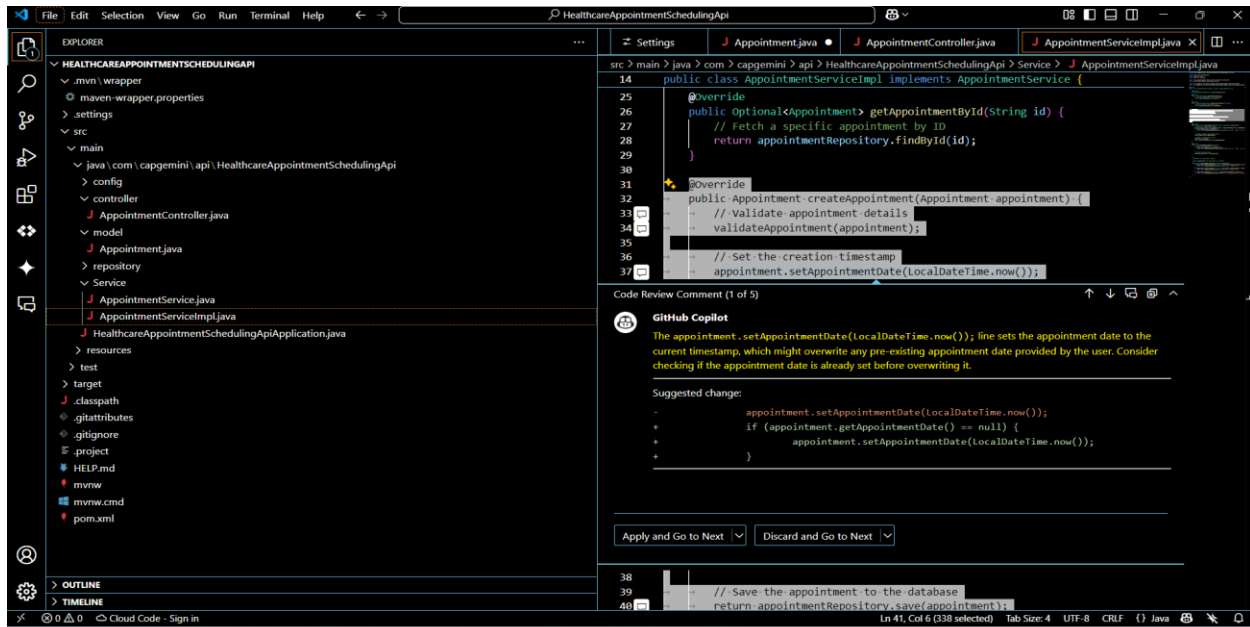 File Edit Selection View Go Run Terminal Help
HealthcareAppointmentSchedulingApi
EXPLORER
HEALTHCAREAPPOINTMENTSCHEDULINGAPI
.mvn \ wrapper
maven-wrapper.properties
.settings
src
main
java \ com \ capgemini \ api \ HealthcareAppointmentSchedulingApi
config
controller
AppointmentController.java
model
Appointment.java
repository
Service
AppointmentService.java
AppointmentServiceImpl.java
HealthcareAppointmentSchedulingApiApplication.java
resources
test
target
.classpath
.gitattributes
.gitignore
.project
HELP.md
mvnw
mvnw.cmd
pom.xml
OUTLINE
TIMELINE
Settings Appointment.java AppointmentController.java AppointmentServiceImpl.java
src > main > java > com > capgemini > api > HealthcareAppointmentSchedulingApi > Service > AppointmentServiceImpl.java
14 public class AppointmentServiceImpl implements AppointmentService {
25 @Override
26 public Optional<Appointment> getAppointmentById(String id) {
27 // Fetch a specific appointment by ID
28 return appointmentRepository.findById(id);
29 }
30
31 @Override
32 public Appointment createAppointment(Appointment appointment) {
33 // Validate appointment details
34 validateAppointment(appointment);
35
36 // Set the creation timestamp
37 appointment.setAppointmentDate(LocalDateTime.now());
Code Review Comment (1 of 5)
GitHub Copilot
The appointment.setAppointmentDate(LocalDateTime.now()); line sets the appointment date to the
current timestamp, which might overwrite any pre-existing appointment date provided by the user. Consider
checking if the appointment date is already set before overwriting it.
Suggested change:
- appointment.setAppointmentDate(LocalDateTime.now());
+ if (appointment.getAppointmentDate() == null) {
+ appointment.setAppointmentDate(LocalDateTime.now());
+ }
Apply and Go to Next Discard and Go to Next
38
39 // Save the appointment to the database
40 return appointmentRepository.save(appointment);
0 0 Cloud Code - Sign in Ln 41, Col 6 (338 selected) Tab Size: 4 UTF-8 CRLF {} Java